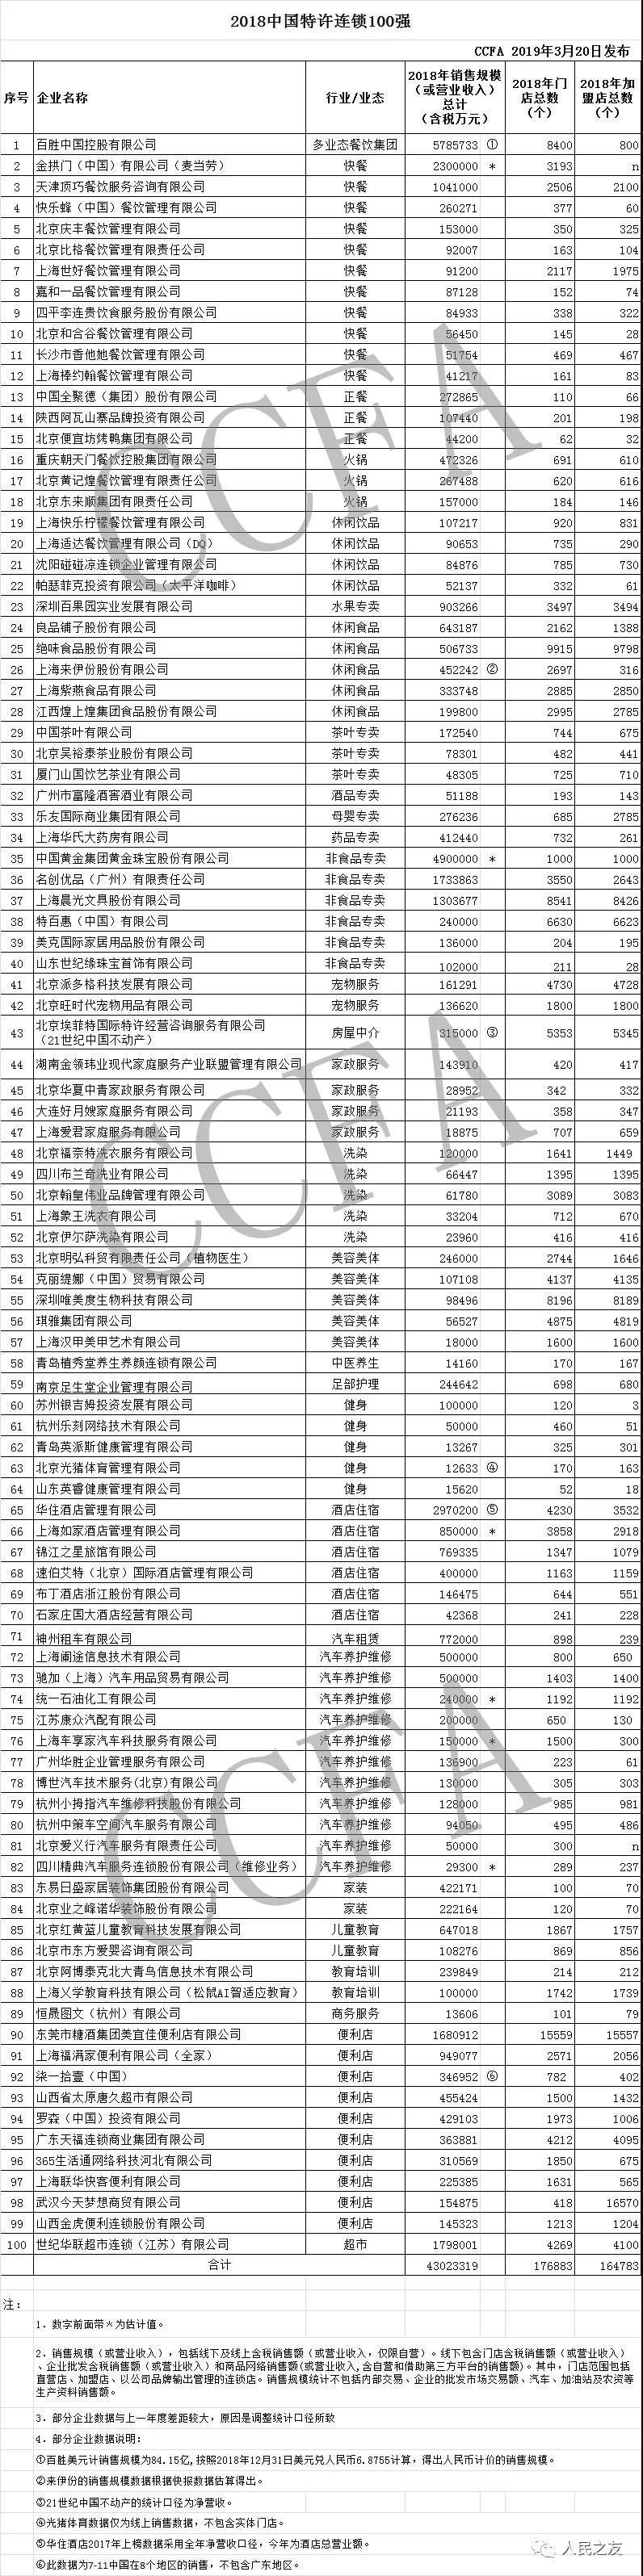 2018中国特许连锁100强
CCFA 2019年3月20日发布
序号 企业名称 行业/业态 2018年销售规模（或营业收入）总计（含税万元） 2018年门店总数（个） 2018年加盟店总数（个）
1 百胜中国控股有限公司 多业态餐饮集团 5785733 ① 8400 800
2 金拱门（中国）有限公司（麦当劳） 快餐 2300000 * 3193 n
3 天津顶巧餐饮服务咨询有限公司 快餐 1041000 2506 2100
4 快乐蜂（中国）餐饮管理有限公司 快餐 260271 377 60
5 北京庆丰餐饮管理有限公司 快餐 153000 350 325
6 北京比格餐饮管理有限责任公司 快餐 92007 163 104
7 上海世好餐饮管理有限公司 快餐 91200 2117 1975
8 嘉和一品餐饮管理有限公司 快餐 87128 152 74
9 四平李连贵饮食服务股份有限公司 快餐 84933 338 322
10 北京和合谷餐饮管理有限公司 快餐 56450 145 28
11 长沙市香他她餐饮管理有限公司 快餐 51754 469 467
12 上海棒约翰餐饮管理有限公司 快餐 41217 161 83
13 中国全聚德（集团）股份有限公司 正餐 272865 110 66
14 陕西阿瓦山寨品牌投资有限公司 正餐 107440 201 198
15 北京便宜坊烤鸭集团有限公司 正餐 44200 62 32
16 重庆朝天门餐饮控股集团有限公司 火锅 472326 691 610
17 北京黄记煌餐饮管理有限责任公司 火锅 267488 620 616
18 北京东来顺集团有限责任公司 火锅 157000 184 146
19 上海快乐柠檬餐饮管理有限公司 休闲饮品 107217 920 831
20 上海适达餐饮管理有限公司（DQ） 休闲饮品 90653 735 290
21 沈阳碰碰凉连锁企业管理有限公司 休闲饮品 84876 785 730
22 帕瑟菲克投资有限公司（太平洋咖啡） 休闲饮品 52137 332 61
23 深圳百果园实业发展有限公司 水果专卖 903266 3497 3494
24 良品铺子股份有限公司 休闲食品 643187 2162 1388
25 绝味食品股份有限公司 休闲食品 506733 9915 9798
26 上海来伊份股份有限公司 休闲食品 452242 ② 2697 316
27 上海紫燕食品有限公司 休闲食品 333748 2885 2850
28 江西煌上煌集团食品股份有限公司 休闲食品 199800 2995 2785
29 中国茶叶有限公司 茶叶专卖 172540 744 675
30 北京吴裕泰茶业股份有限公司 茶叶专卖 78301 482 441
31 厦门山国饮艺茶业有限公司 茶叶专卖 48305 725 710
32 广州市富隆酒窖酒业有限公司 酒品专卖 51188 193 143
33 乐友国际商业集团有限公司 母婴专卖 276236 685 2785
34 上海华氏大药房有限公司 药品专卖 412440 732 261
35 中国黄金集团黄金珠宝股份有限公司 非食品专卖 4900000 * 1000 1000
36 名创优品（广州）有限责任公司 非食品专卖 1733863 3550 2643
37 上海晨光文具股份有限公司 非食品专卖 1303677 8541 8426
38 特百惠（中国）有限公司 非食品专卖 240000 6630 6623
39 美克国际家居用品股份有限公司 非食品专卖 136000 204 195
40 山东世纪缘珠宝首饰有限公司 非食品专卖 102000 211 28
41 北京派多格科技发展有限公司 宠物服务 161291 4730 4728
42 北京旺时代宠物用品有限公司 宠物服务 136620 1800 1800
43 北京埃菲特国际特许经营咨询服务有限公司（21世纪中国不动产） 房屋中介 315000 ③ 5353 5345
44 湖南金领玮业现代家庭服务产业联盟管理有限公司 家政服务 143910 420 417
45 北京华夏中青家政服务有限公司 家政服务 28952 342 332
46 大连好月嫂家庭服务有限公司 家政服务 21193 358 347
47 上海爱君家庭服务有限公司 家政服务 18875 707 659
48 北京福奈特洗衣服务有限公司 洗染 120000 1641 1449
49 四川布兰奇洗业有限公司 洗染 66447 1395 1395
50 北京翰皇伟业品牌管理有限公司 洗染 61780 3089 3083
51 上海象王洗衣有限公司 洗染 33204 712 670
52 北京伊尔萨洗染有限公司 洗染 23960 416 416
53 北京明弘科贸有限责任公司（植物医生） 美容美体 246000 2744 1646
54 克丽缇娜（中国）贸易有限公司 美容美体 107108 4137 4135
55 深圳唯美度生物科技有限公司 美容美体 98496 8196 8189
56 琪雅集团有限公司 美容美体 56527 4875 4819
57 上海汉甲美甲艺术有限公司 美容美体 18000 1600 1600
58 青岛植秀堂养生养颜连锁有限公司 中医养生 14160 170 167
59 南京足生堂企业管理有限公司 足部护理 244642 698 680
60 苏州银吉姆投资发展有限公司 健身 100000 120 3
61 杭州乐刻网络技术有限公司 健身 50000 460 51
62 青岛英派斯健康管理有限公司 健身 13267 325 301
63 北京光猪体育管理有限公司 健身 12633 ④ 170 163
64 山东英睿健康管理有限公司 健身 15620 52 18
65 华住酒店管理有限公司 酒店住宿 2970200 ⑤ 4230 3532
66 上海如家酒店管理有限公司 酒店住宿 850000 * 3858 2918
67 锦江之星旅馆有限公司 酒店住宿 769335 1347 1079
68 速伯艾特（北京）国际酒店管理有限公司 酒店住宿 400000 1163 1159
69 布丁酒店浙江股份有限公司 酒店住宿 146475 644 551
70 石家庄国大酒店经营有限公司 酒店住宿 42368 241 228
71 神州租车有限公司 汽车租赁 772000 898 239
72 上海阑途信息技术有限公司 汽车养护维修 500000 800 650
73 驰加（上海）汽车用品贸易有限公司 汽车养护维修 500000 1403 1400
74 统一石油化工有限公司 汽车养护维修 240000 * 1192 1192
75 江苏康众汽配有限公司 汽车养护维修 200000 650 130
76 上海车享家汽车科技服务有限公司 汽车养护维修 150000 * 1500 300
77 广州华胜企业管理服务有限公司 汽车养护维修 136900 223 61
78 博世汽车技术服务(北京)有限公司 汽车养护维修 130000 305 303
79 杭州小拇指汽车维修科技股份有限公司 汽车养护维修 128000 985 981
80 杭州中策车空间汽车服务有限公司 汽车养护维修 94050 495 486
81 北京爱义行汽车服务有限责任公司 汽车养护维修 50000 300 n
82 四川精典汽车服务连锁股份有限公司（维修业务） 汽车养护维修 29300 * 289 237
83 东易日盛家居装饰集团股份有限公司 家装 422171 100 70
84 北京业之峰诺华装饰股份有限公司 家装 222164 120 70
85 北京红黄蓝儿童教育科技发展有限公司 儿童教育 647018 1867 1757
86 北京市东方爱婴咨询有限公司 儿童教育 108276 869 856
87 北京阿博泰克北大青鸟信息技术有限公司 教育培训 239849 214 212
88 上海乂学教育科技有限公司（松鼠AI智适应教育） 教育培训 100000 1742 1739
89 恒晟图文（杭州）有限公司 商务服务 13606 101 79
90 东莞市糖酒集团美宜佳便利店有限公司 便利店 1680912 15559 15557
91 上海福满家便利有限公司（全家） 便利店 949077 2571 2056
92 柒一拾壹（中国） 便利店 346952 ⑥ 782 402
93 山西省太原唐久超市有限公司 便利店 455424 1500 1432
94 罗森（中国）投资有限公司 便利店 429103 1973 1006
95 广东天福连锁商业集团有限公司 便利店 363881 4212 4095
96 365生活通网络科技河北有限公司 便利店 310569 1850 675
97 上海联华快客便利有限公司 便利店 225385 1631 565
98 武汉今天梦想商贸有限公司 便利店 154875 418 16570
99 山西金虎便利连锁股份有限公司 便利店 145323 1213 1204
100 世纪华联超市连锁（江苏）有限公司 超市 1798001 4269 4100
合计 43023319 176883 164783
注：
1．数字前面带＊为估计值。
2．销售规模（或营业收入），包括线下及线上含税销售额（或营业收入，仅限自营）。线下包含门店含税销售额（或营业收入）
、企业批发含税销售额（或营业收入）和商品网络销售额(或营业收入,含自营和借助第三方平台的销售额)。其中，门店范围包括
直营店、加盟店、以公司品牌输出管理的连锁店。销售规模统计不包括内部交易、企业的批发市场交易额、汽车、加油站及农资等
生产资料销售额。
3．部分企业数据与上一年度差距较大，原因是调整统计口径所致
4．部分企业数据说明：
①百胜美元计销售规模为84.15亿,按照2018年12月31日美元兑人民币6.8755计算，得出人民币计价的销售规模。
②来伊份的销售规模数据根据快报数据估算得出。
③21世纪中国不动产的统计口径为净营收。
④光猪体育数据仅为线上销售数据，不包含实体门店。
⑤华住酒店2017年上榜数据采用全年净营收口径，今年为酒店总营业额。
⑥此数据为7-11中国在8个地区的销售，不包含广东地区。
CCFA
CCFA
CCFA
人民之友